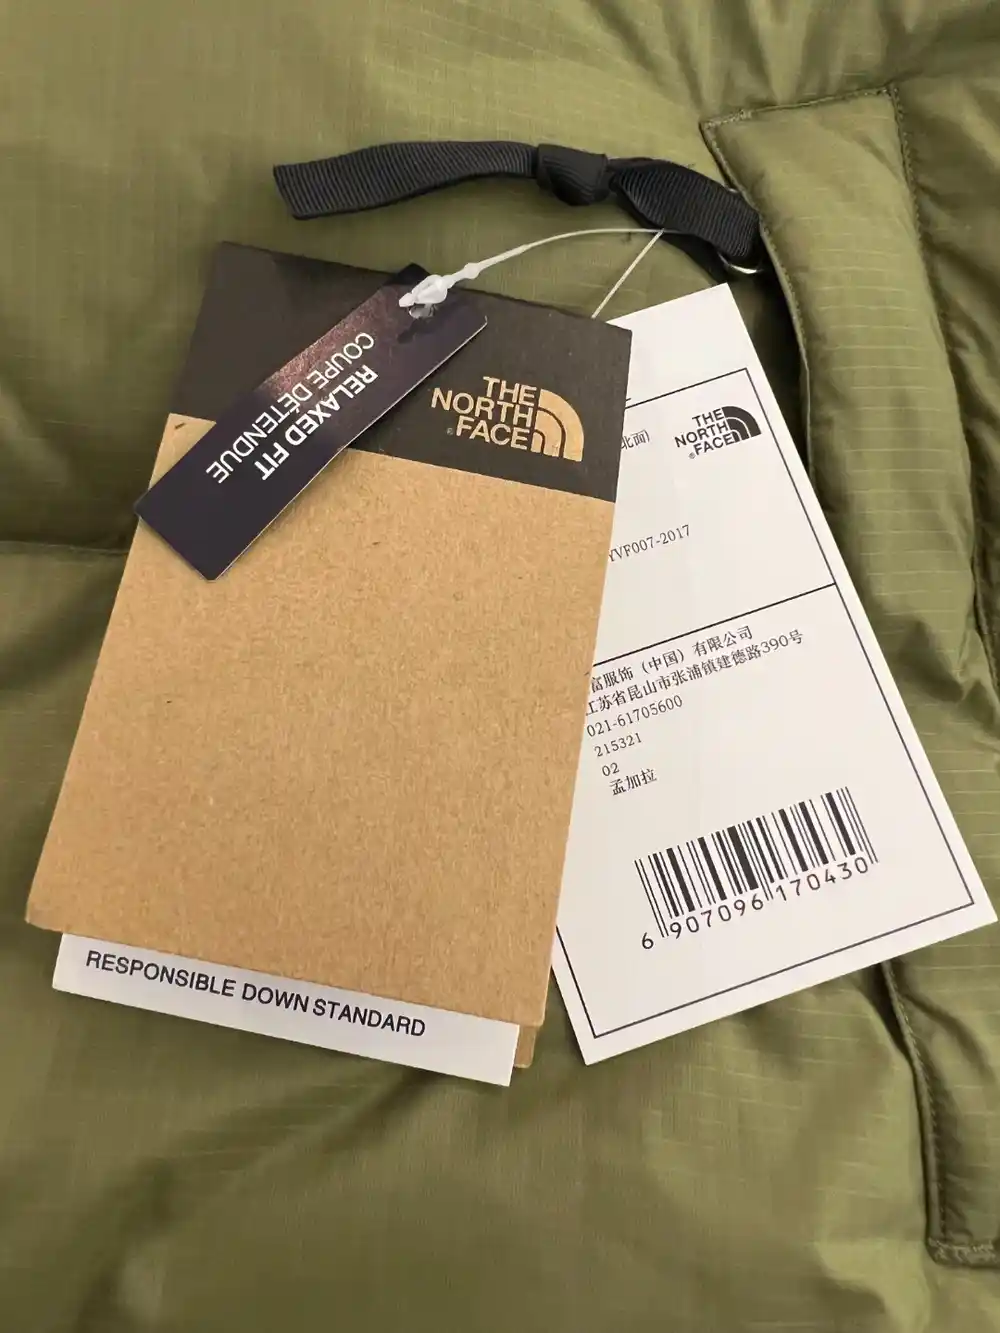 RELAXED FIT
COUPE DÉTENDUE
THE
NORTH
FACE
®
RESPONSIBLE DOWN STANDARD
THE
NORTH
FACE
®
北面)
YVF007-2017
富服饰（中国）有限公司
江苏省昆山市张浦镇建德路390号
021-61705600
215321
02
孟加拉
6 907096 170430